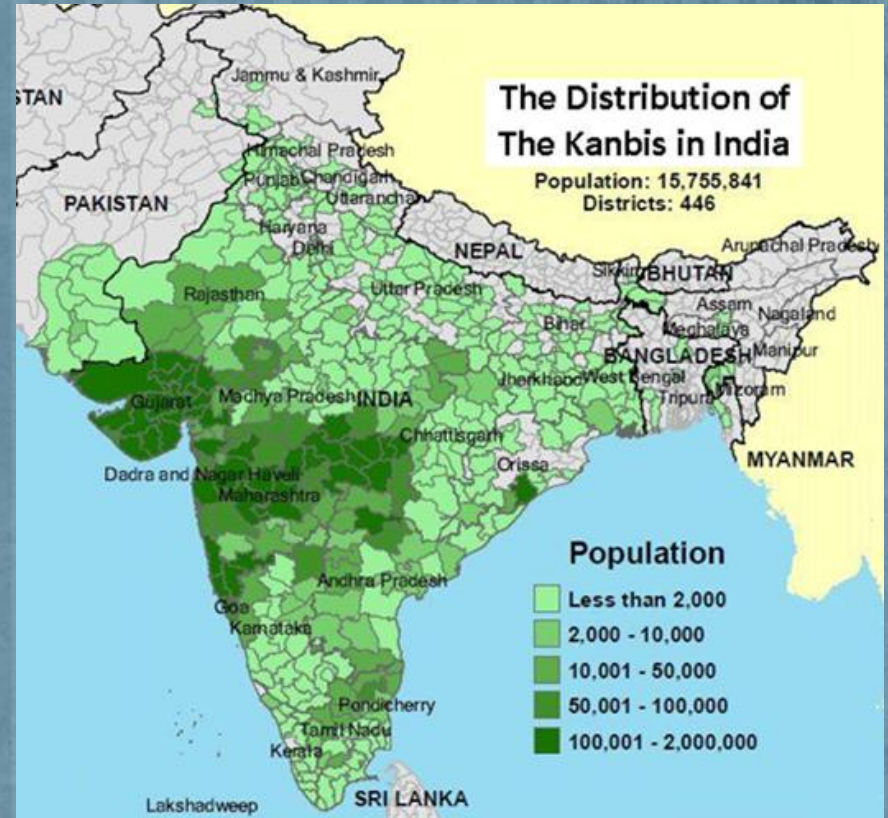 The Distribution of
The Kanbis in India
Population: 15,755,841
Districts: 446
Jammu & Kashmir
STAN
Himachal Pradesh
Punjab
Chandigarh
Uttarancha
PAKISTAN
Haryana
Delhi
NEPAL
Arunachal Pradesh
Sikkim
BHUTAN
Rajasthan
Uttar Pradesh
Assam
Nagaland
Bihar
Meghalaya
BANGLADESH
Manipur
Jharkhand
West Bengal
Tripura
Mizoram
Gujarat
Madhya Pradesh
INDIA
Chhattisgarh
Orissa
MYANMAR
Dadra and Nagar Haveli
Maharashtra
Andhra Pradesh
Goa
Karnataka
Pondicherry
Tamil Nadu
Kerala
Lakshadweep
SRI LANKA
Population
Less than 2,000
2,000 - 10,000
10,001 - 50,000
50,001 - 100,000
100,001 - 2,000,000